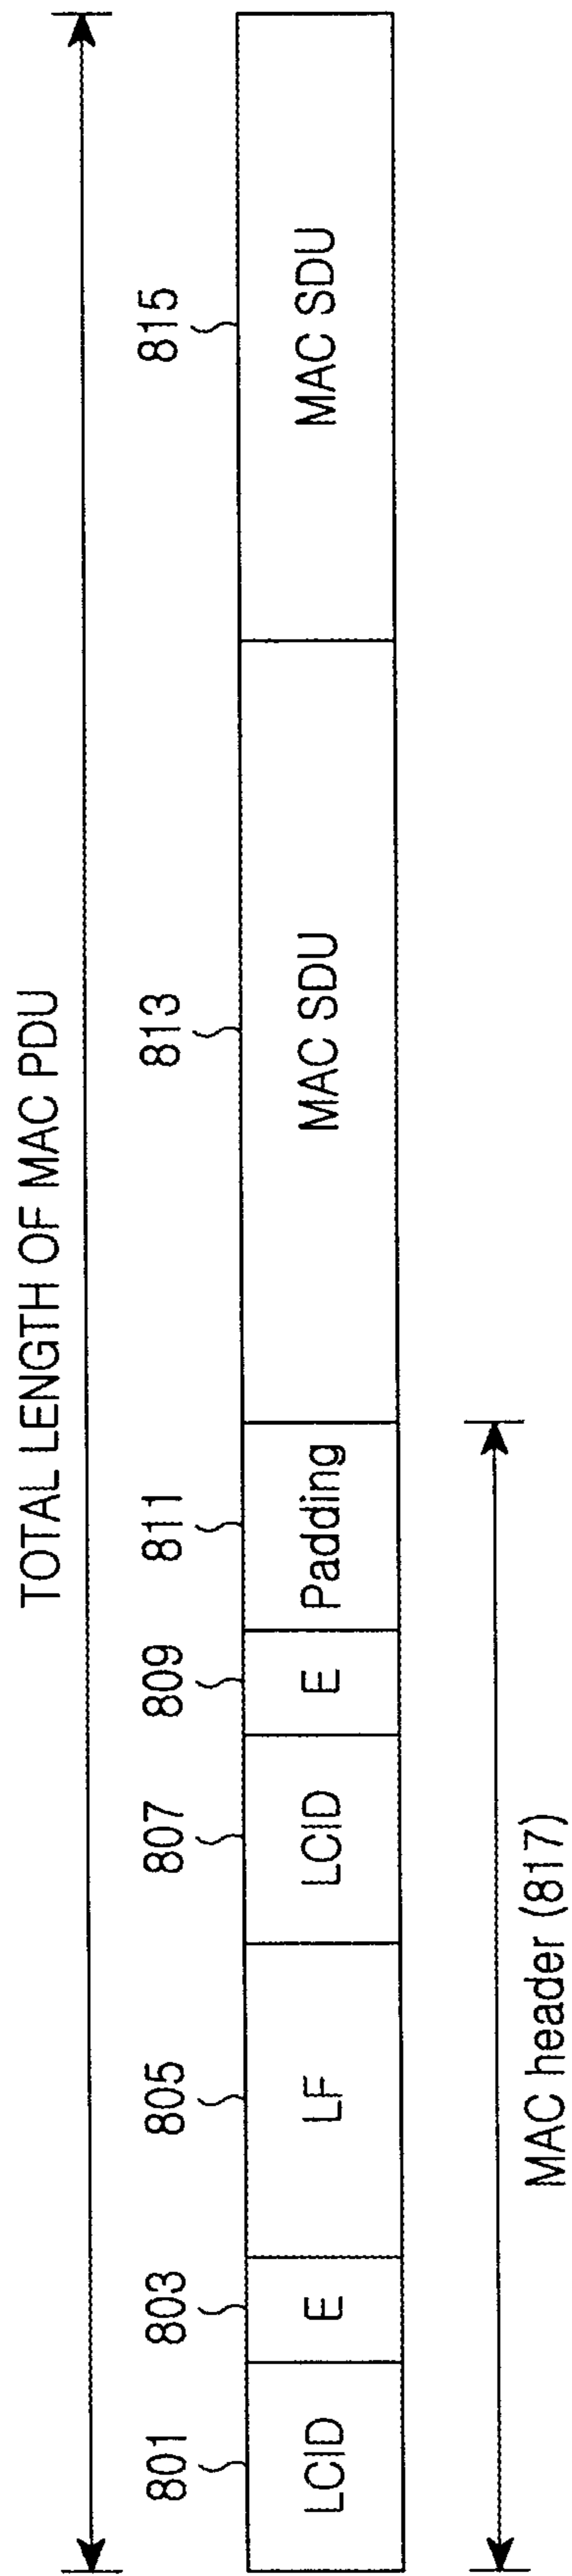 TOTAL LENGTH OF MAC PDU
801
803
805
807
809
811
813
815
LCID
E
LF
LCID
E
Padding
MAC SDU
MAC SDU
MAC header (817)